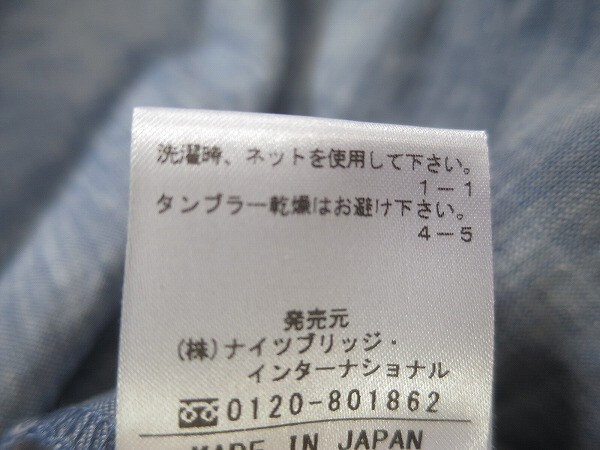 洗濯時、ネットを使用して下さい。
1-1
タンブラー乾燥はお避け下さい。
4-5
発売元
(株)ナイツブリッジ・
インターナショナル
0120-801862
MADE IN JAPAN